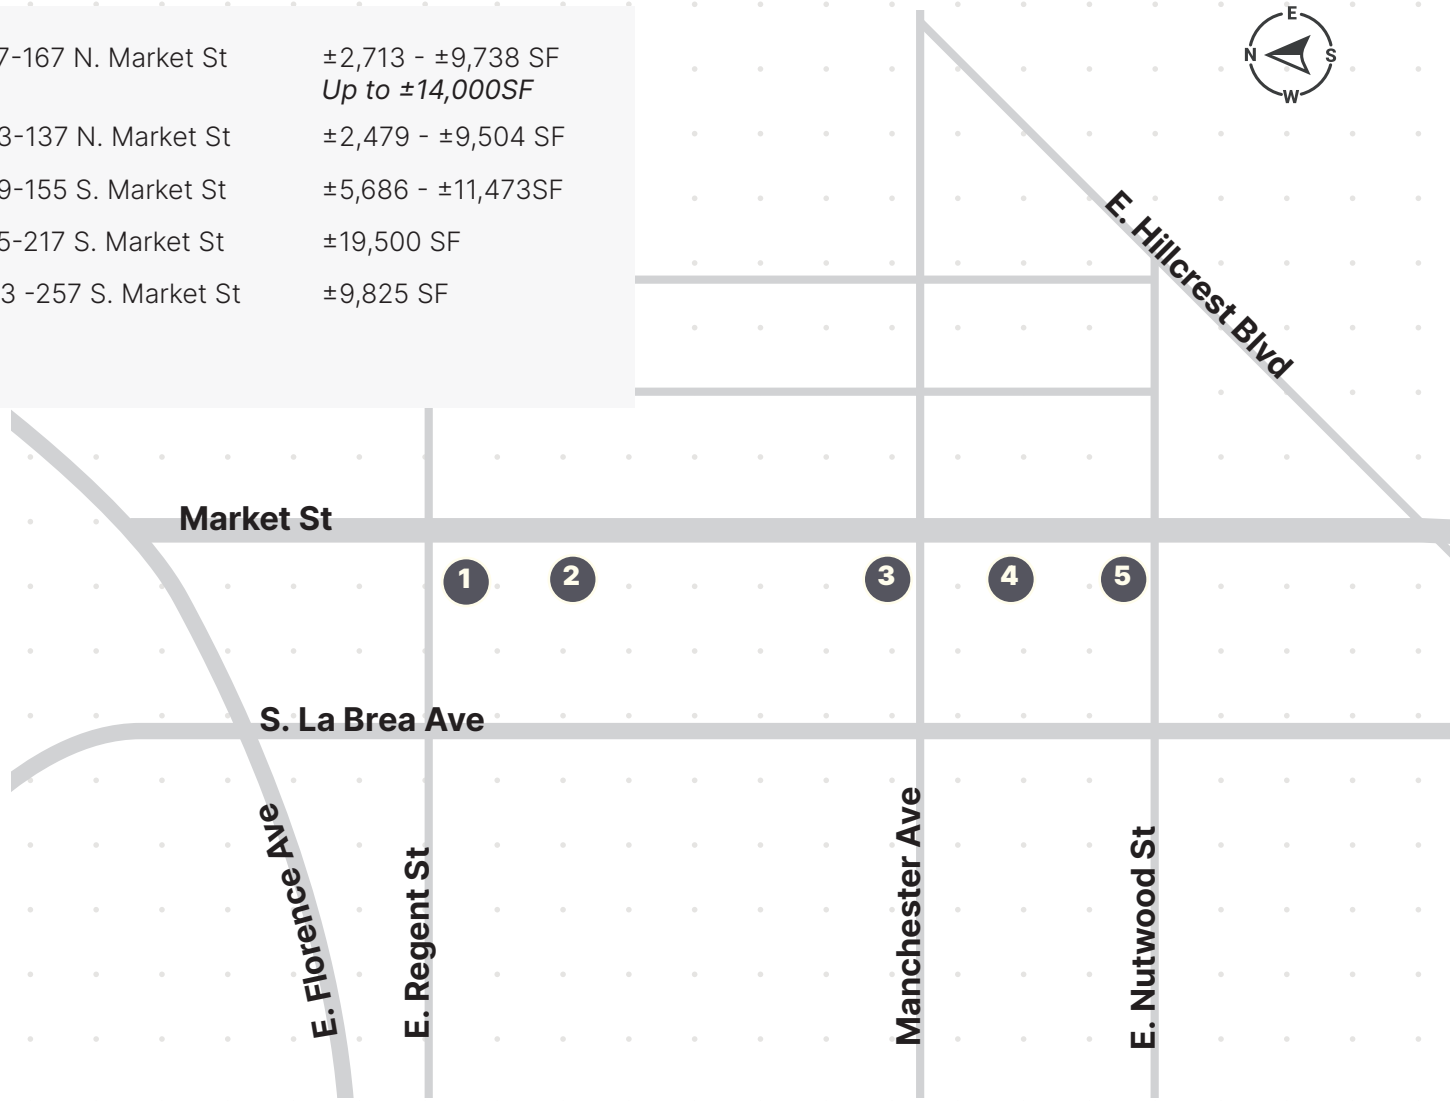 7-167 N. Market St ±2,713 - ±9,738 SF
Up to ±14,000SF
3-137 N. Market St ±2,479 - ±9,504 SF
9-155 S. Market St ±5,686 - ±11,473SF
5-217 S. Market St ±19,500 SF
3 -257 S. Market St ±9,825 SF
E
N S
W
E. Hillcrest Blvd
Market St
1 2 3 4 5
S. La Brea Ave
E. Florence Ave
E. Regent St
Manchester Ave
E. Nutwood St